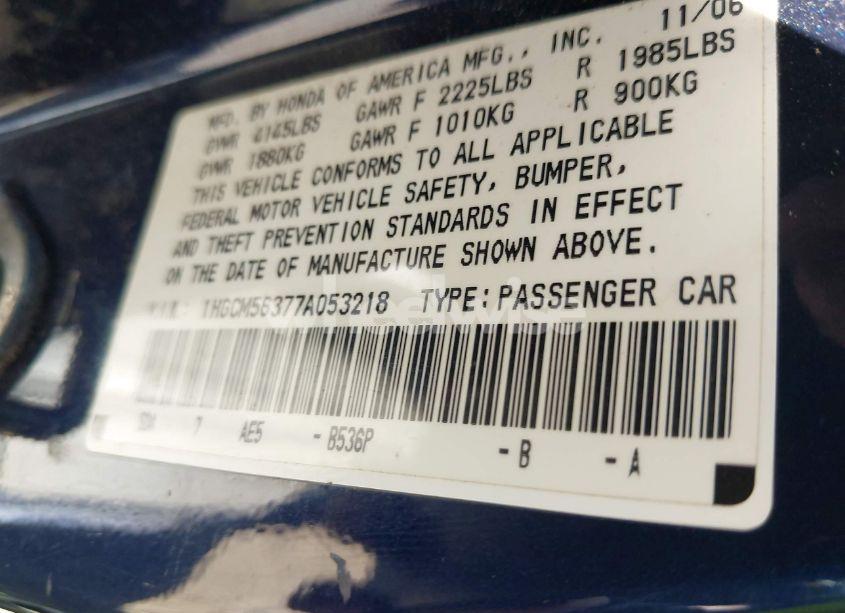 MFD. BY HONDA OF AMERICA MFG., INC. 11/06
GVWR 4145LBS GAWR F 2225LBS R 1985LBS
GVWR 1880KG GAWR F 1010KG R 900KG
THIS VEHICLE CONFORMS TO ALL APPLICABLE
FEDERAL MOTOR VEHICLE SAFETY, BUMPER,
AND THEFT PREVENTION STANDARDS IN EFFECT
ON THE DATE OF MANUFACTURE SHOWN ABOVE.
V.I.N.: 1HGCM56377A053218 TYPE:PASSENGER CAR
SDA 7 AE5 -B536P -B -A